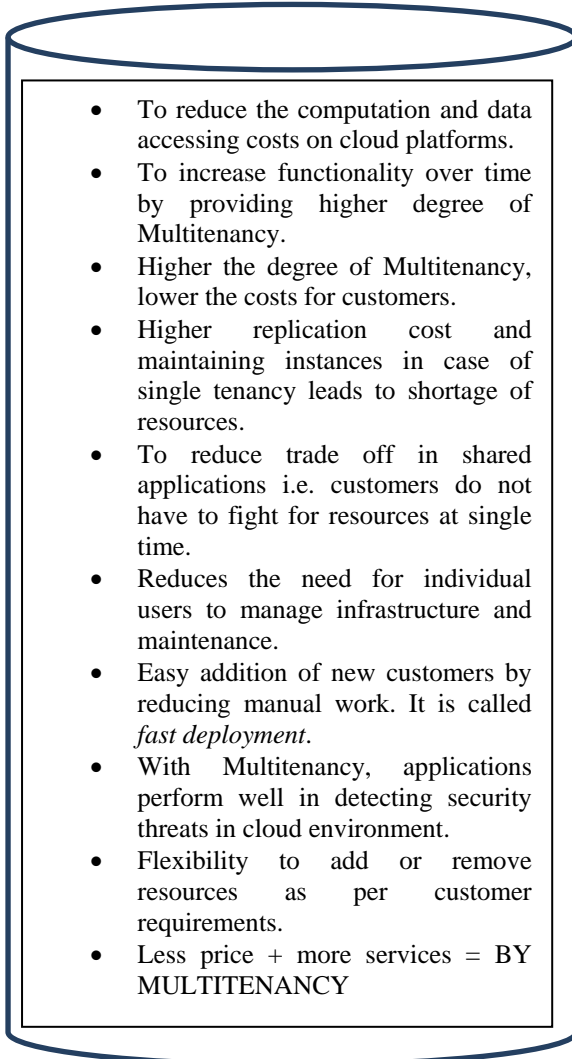 • To reduce the computation and data
accessing costs on cloud platforms.
• To increase functionality over time
by providing higher degree of
Multitenancy.
• Higher the degree of Multitenancy,
lower the costs for customers.
• Higher replication cost and
maintaining instances in case of
single tenancy leads to shortage of
resources.
• To reduce trade off in shared
applications i.e. customers do not
have to fight for resources at single
time.
• Reduces the need for individual
users to manage infrastructure and
maintenance.
• Easy addition of new customers by
reducing manual work. It is called
fast deployment.
• With Multitenancy, applications
perform well in detecting security
threats in cloud environment.
• Flexibility to add or remove
resources as per customer
requirements.
• Less price + more services = BY
MULTITENANCY